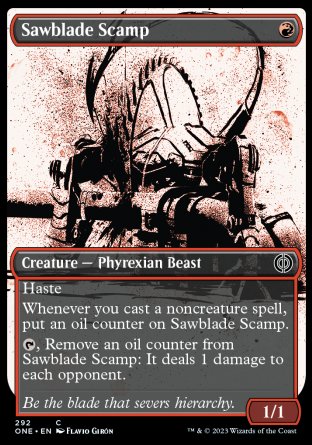 Sawblade Scamp
Creature — Phyrexian Beast
Haste
Whenever you cast a noncreature spell,
put an oil counter on Sawblade Scamp.
, Remove an oil counter from
Sawblade Scamp: It deals 1 damage to
each opponent.
Be the blade that severs hierarchy.
1/1
292 C
ONE • EN Flavio Girón
™ & © 2023 Wizards of the Coast